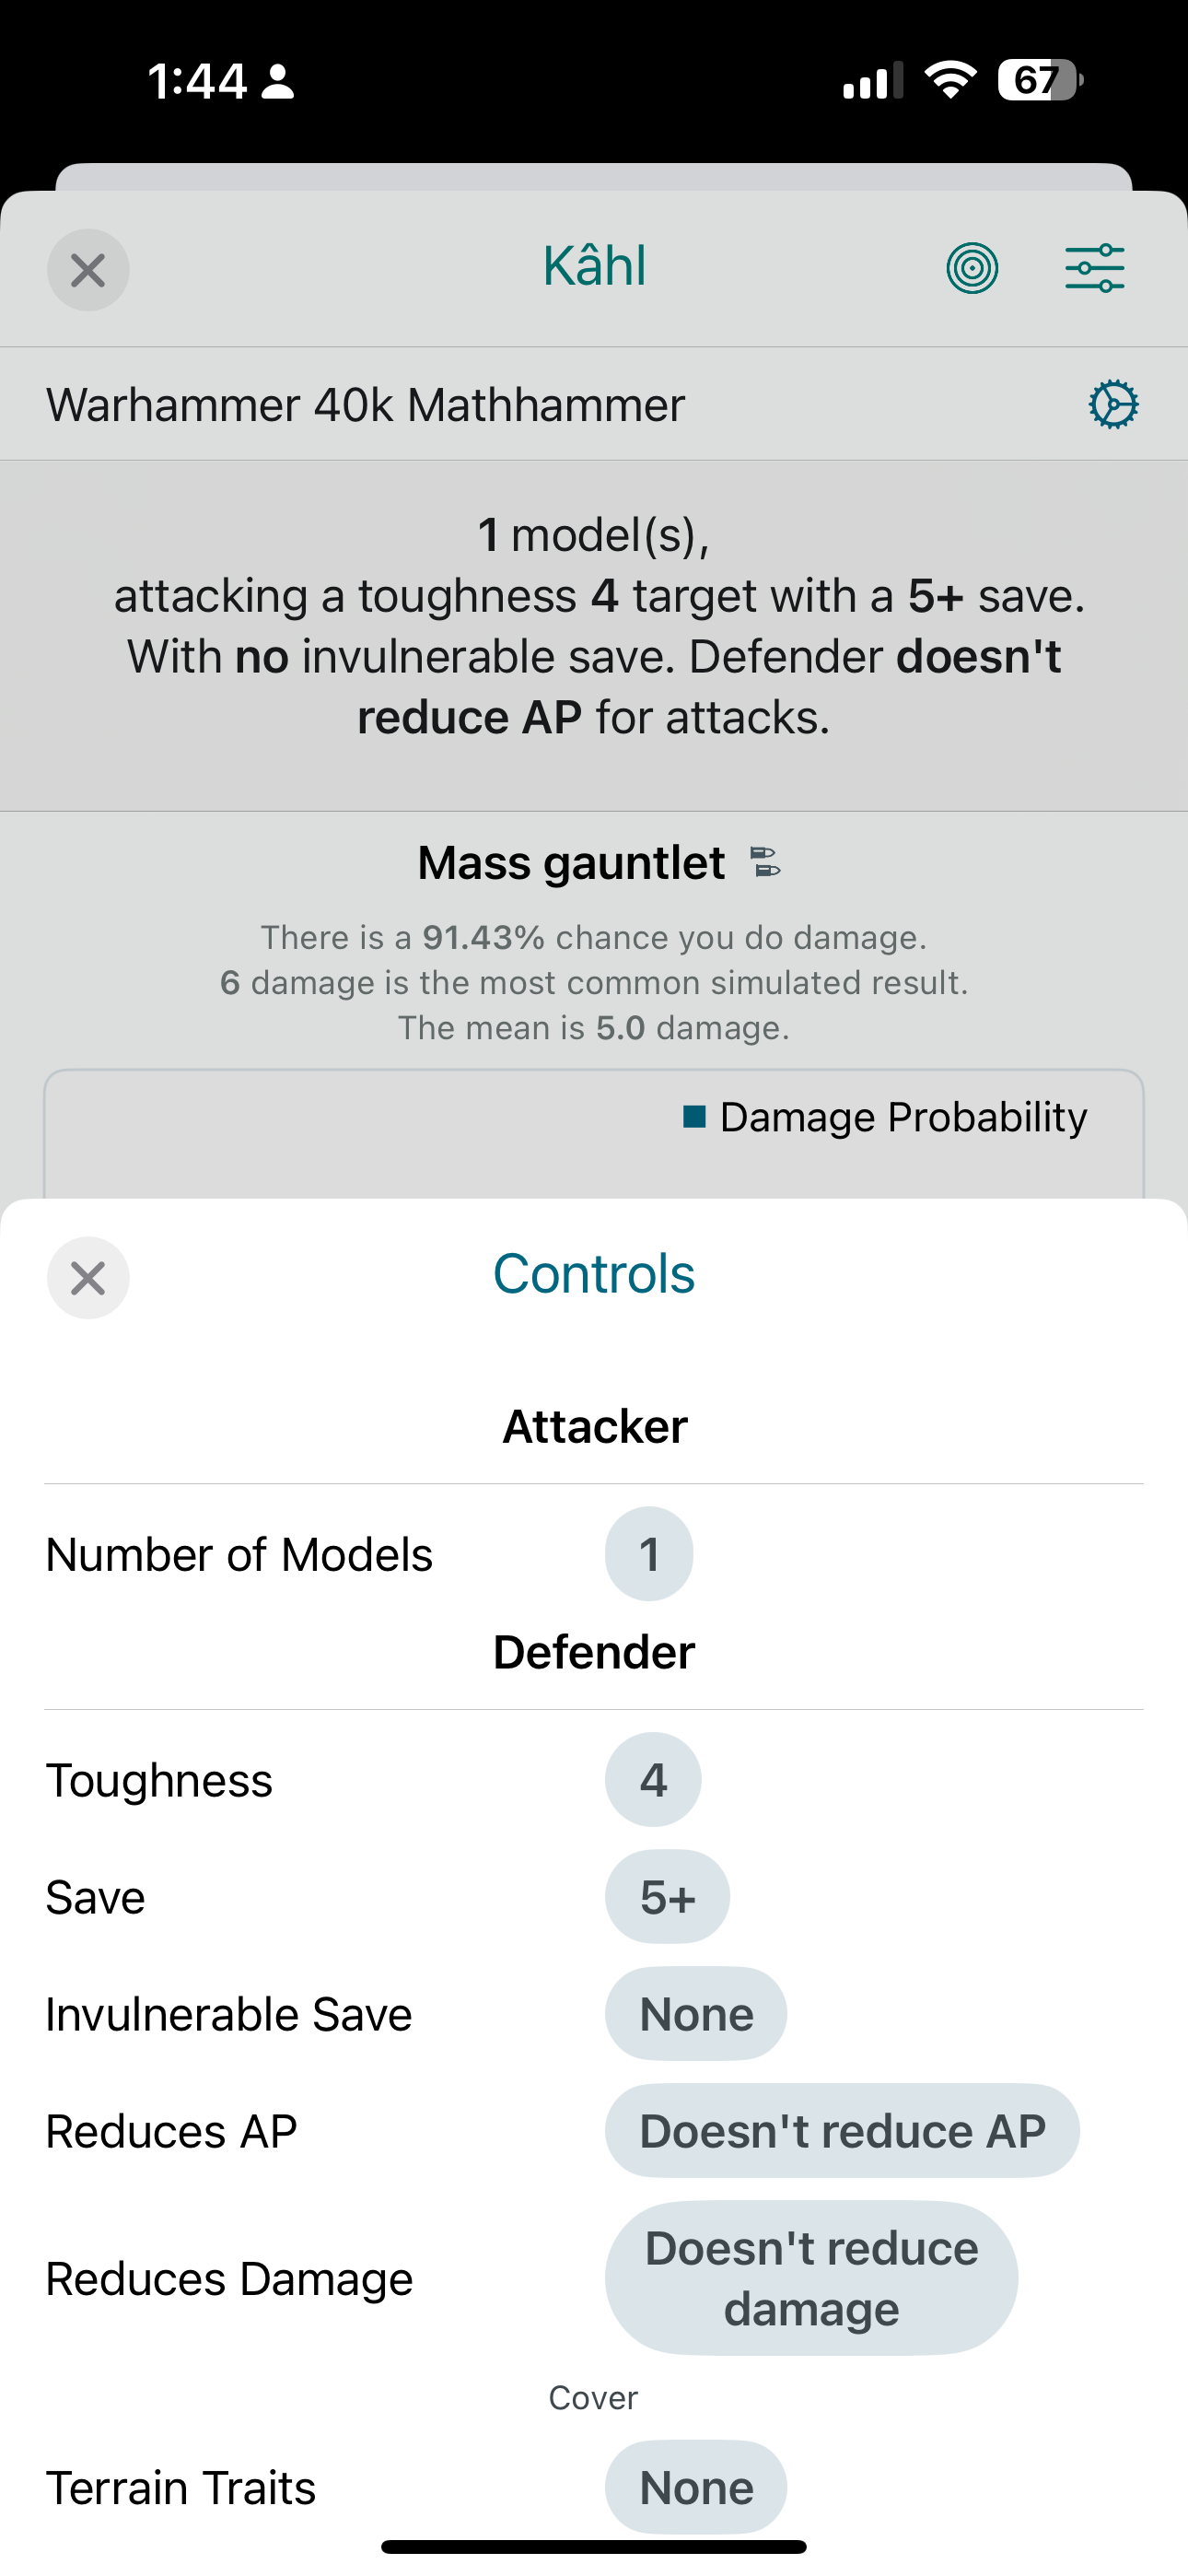 1:44
67
Kâhl
Warhammer 40k Mathhammer
1 model(s),
attacking a toughness 4 target with a 5+ save.
With no invulnerable save. Defender doesn't
reduce AP for attacks.
Mass gauntlet
There is a 91.43% chance you do damage.
6 damage is the most common simulated result.
The mean is 5.0 damage.
Damage Probability
Controls
Attacker
Number of Models 1
Defender
Toughness 4
Save 5+
Invulnerable Save None
Reduces AP Doesn't reduce AP
Reduces Damage Doesn't reduce
damage
Cover
Terrain Traits None